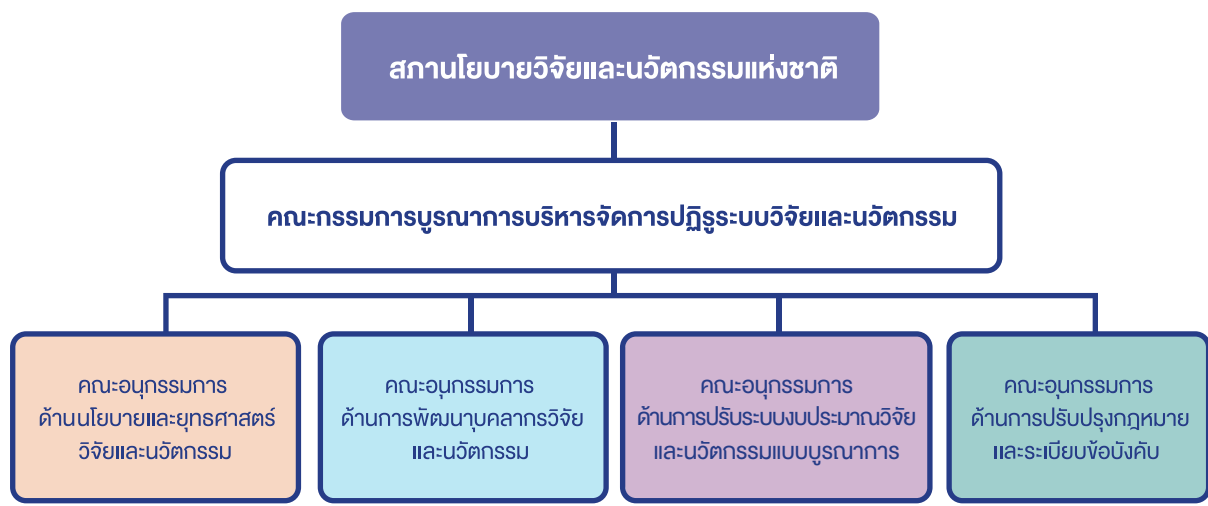 สภานโยบายวิจัยและนวัตกรรมแห่งชาติ
คณะกรรมการบูรณาการบริหารจัดการปฏิรูระบบวิจัยและนวัตกรรม
คณะอนุกรรมการ
ด้านนโยบายและยุทธศาสตร์
วิจัยและนวัตกรรม
คณะอนุกรรมการ
ด้านการพัฒนาุบคลากรวิจัย
และนวัตกรรม
คณะอนุกรรมการ
ด้านการปรับระบบงบประมาณวิจัย
และนวัตกรรมแบบบูรณาการ
คณะอนุกรรมการ
ด้านการปรับปรุงกฎหมาย
และระเบียบข้อบังคับ